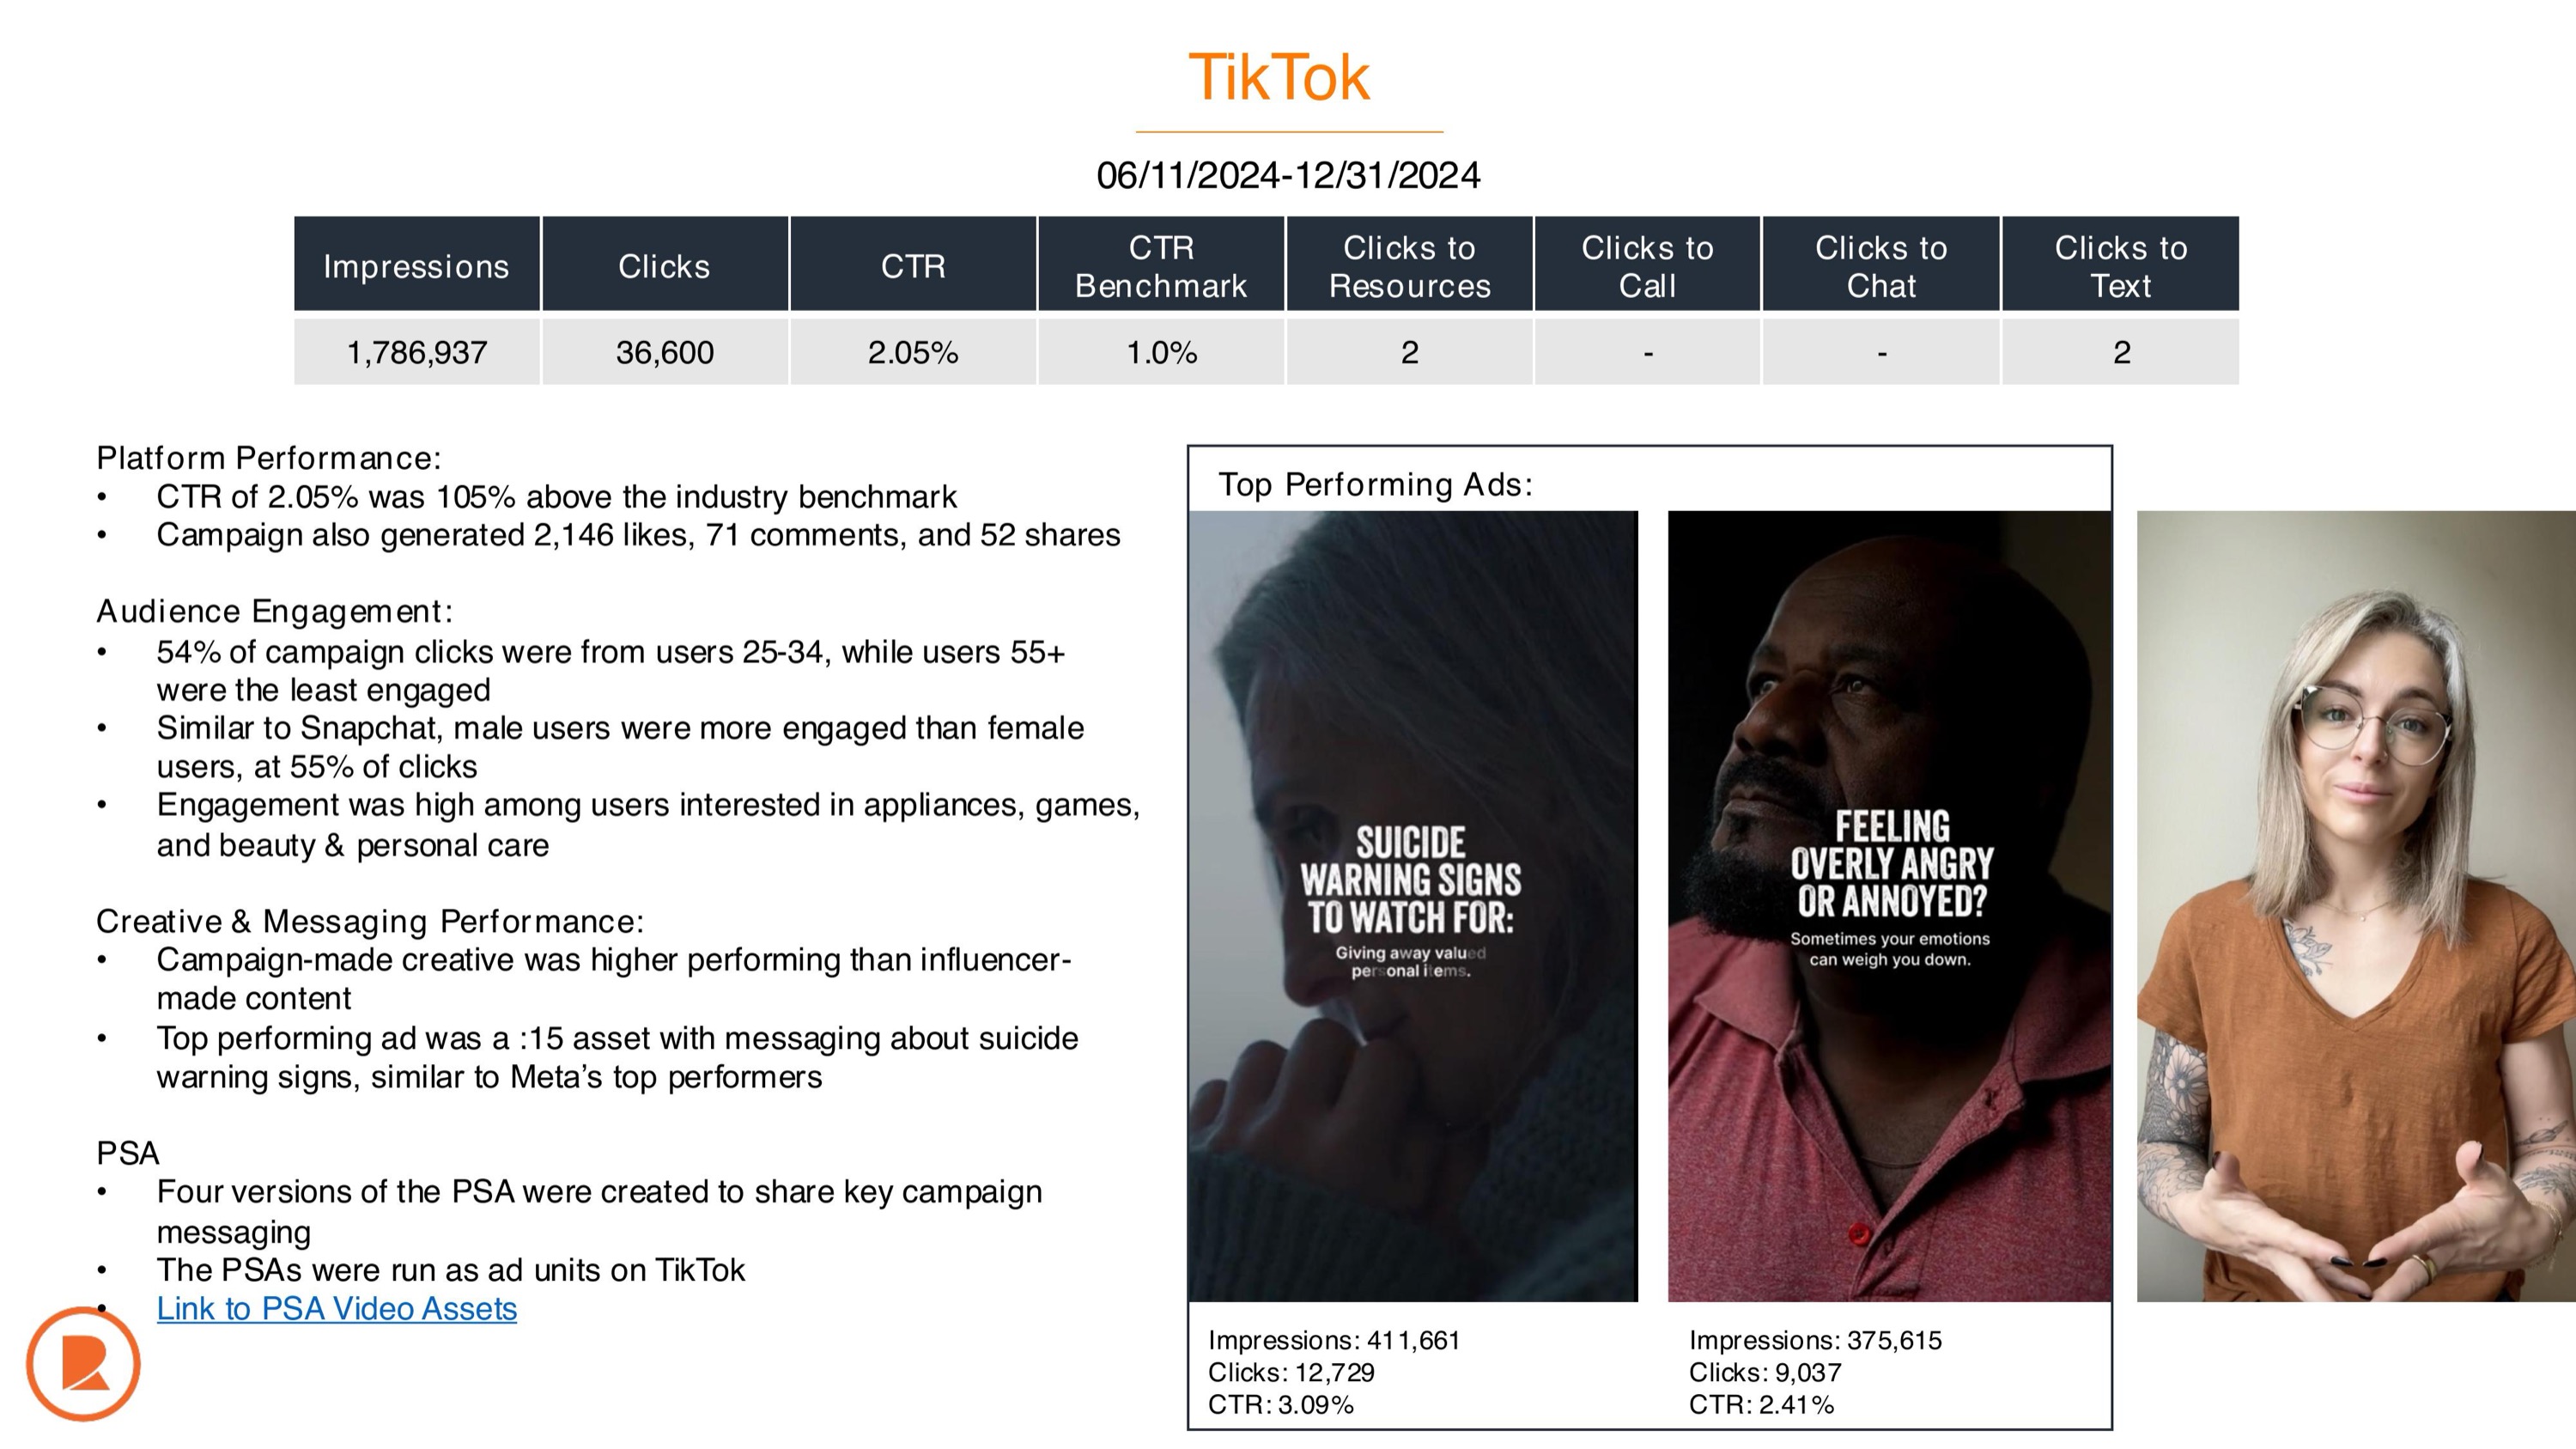 TikTok
06/11/2024-12/31/2024
Impressions Clicks CTR CTR Benchmark Clicks to Resources Clicks to Call Clicks to Chat Clicks to Text
1,786,937 36,600 2.05% 1.0% 2 - - 2
Platform Performance:
• CTR of 2.05% was 105% above the industry benchmark
• Campaign also generated 2,146 likes, 71 comments, and 52 shares
Audience Engagement:
• 54% of campaign clicks were from users 25-34, while users 55+
were the least engaged
• Similar to Snapchat, male users were more engaged than female
users, at 55% of clicks
• Engagement was high among users interested in appliances, games,
and beauty & personal care
Creative & Messaging Performance:
• Campaign-made creative was higher performing than influencer-
made content
• Top performing ad was a :15 asset with messaging about suicide
warning signs, similar to Meta's top performers
PSA
• Four versions of the PSA were created to share key campaign
messaging
• The PSAs were run as ad units on TikTok
• Link to PSA Video Assets
Top Performing Ads:
SUICIDE
WARNING SIGNS
TO WATCH FOR:
Giving away valued
personal items.
Impressions: 411,661
Clicks: 12,729
CTR: 3.09%
FEELING
OVERLY ANGRY
OR ANNOYED?
Sometimes your emotions
can weigh you down.
Impressions: 375,615
Clicks: 9,037
CTR: 2.41%